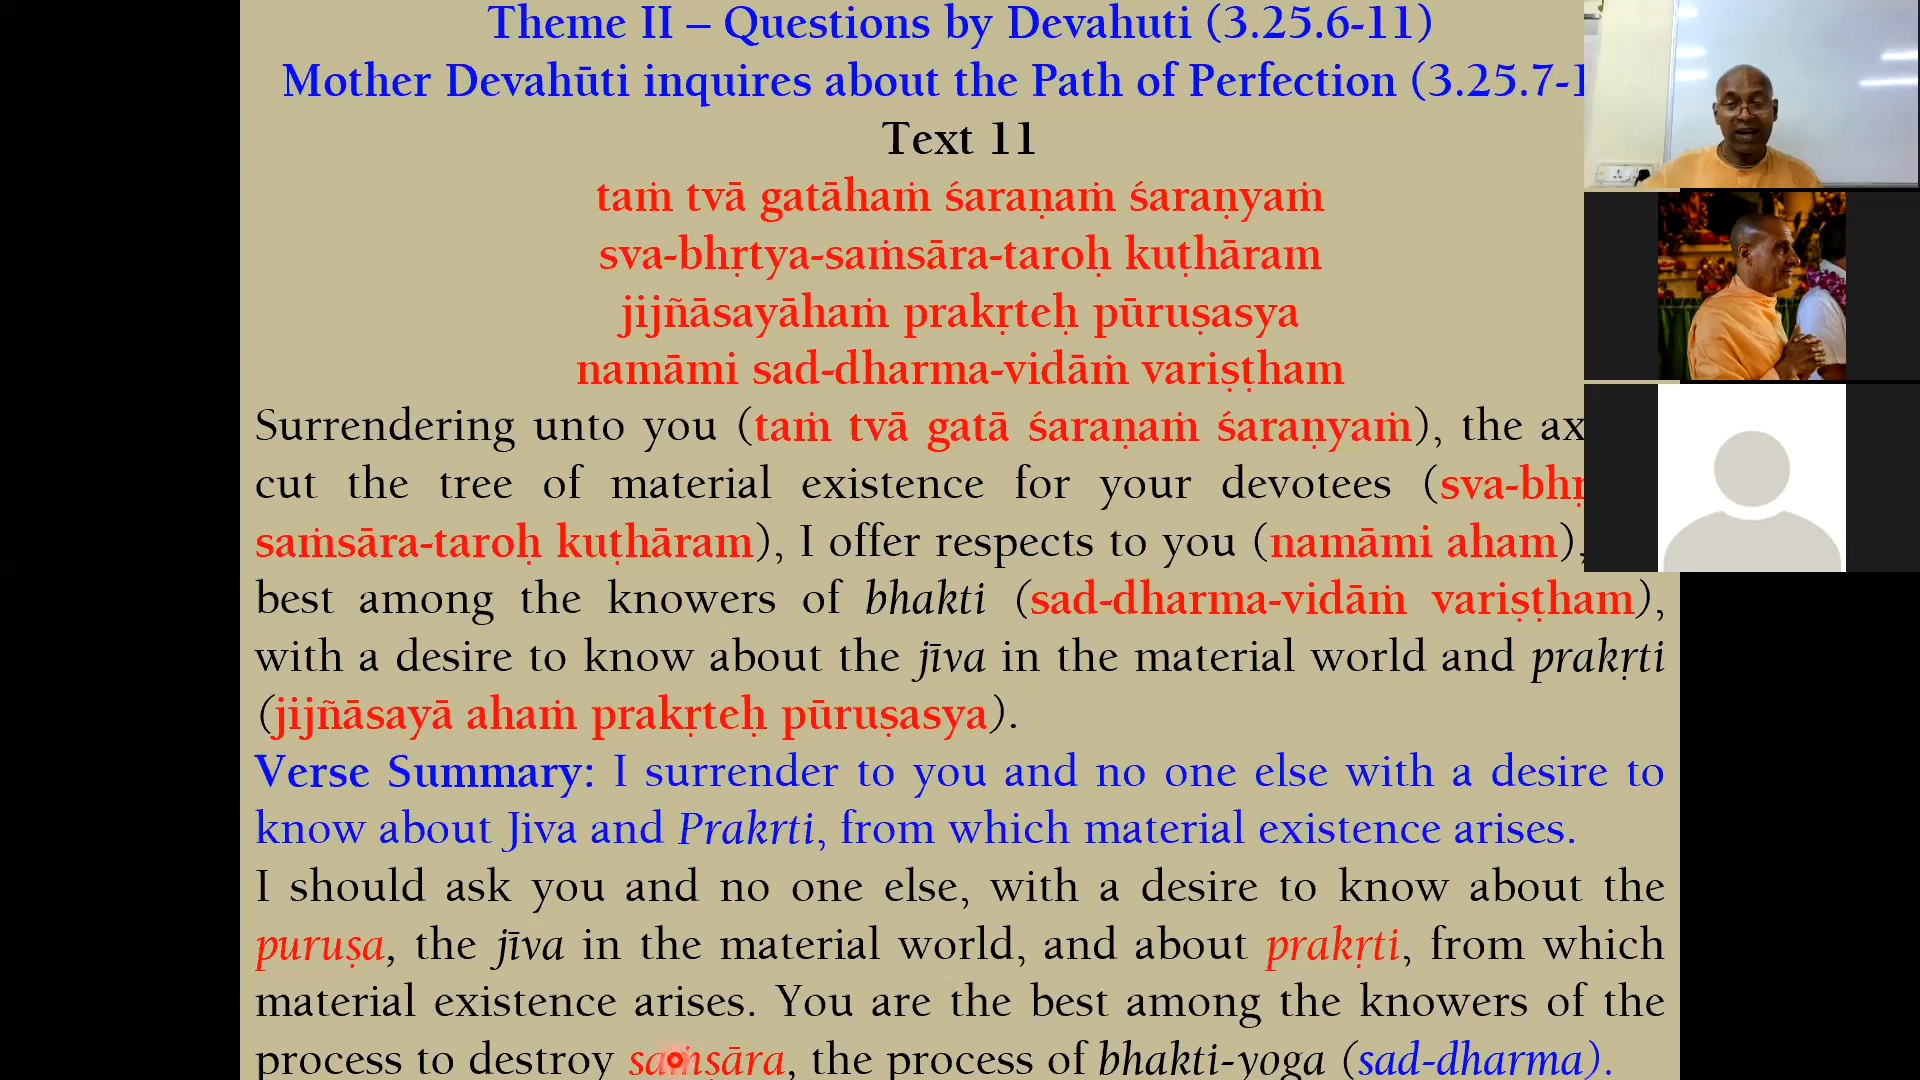 Theme II – Questions by Devahuti (3.25.6-11)
Mother Devahūti inquires about the Path of Perfection (3.25.7-
Text 11
taṁ tvā gatāhaṁ śaraṇaṁ śaraṇyaṁ
sva-bhṛtya-saṁsāra-taroḥ kuṭhāram
jijñāsayāhaṁ prakṛteḥ pūruṣasya
namāmi sad-dharma-vidāṁ variṣṭham
Surrendering unto you (taṁ tvā gatā śaraṇaṁ śaraṇyaṁ), the
cut the tree of material existence for your devotees
saṁsāra-taroḥ kuṭhāram), I offer respects to you (namāmi aham),
best among the knowers of bhakti (sad-dharma-vidāṁ variṣṭham),
with a desire to know about the jīva in the material world and prakṛti
(jijñāsayā ahaṁ prakṛteḥ pūruṣasya).
Verse Summary: I surrender to you and no one else with a desire to
know about Jiva and Prakrti, from which material existence arises.
I should ask you and no one else, with a desire to know about the
puruṣa, the jīva in the material world, and about prakṛti, from which
material existence arises. You are the best among the knowers of the
process to destroy saṁsāra, the process of bhakti-yoga (sad-dharma).